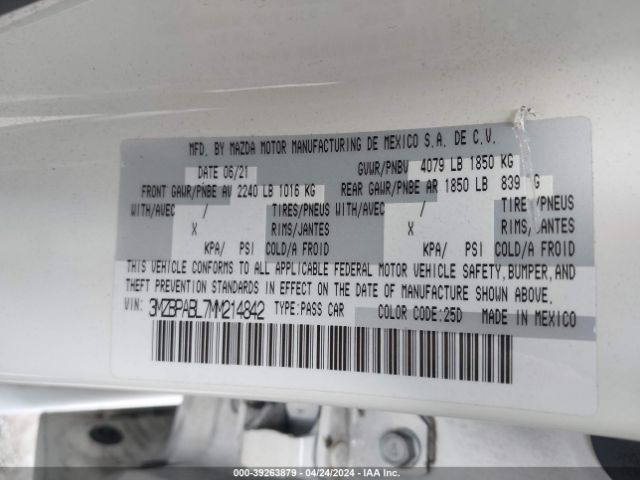 MFD. BY MAZDA MOTOR MANUFACTURING DE MEXICO S.A. DE C.V.
DATE 06/21 GVWR/PNBV 4079 LB 1850 KG
FRONT GAWR/PNBE AV 2240 LB 1016 KG REAR GAWR/PNBE AR 1850 LB 839 G
WITH/AVEC / TIRES/PNEUS WITH/AVEC / TIRE /PNEUS
X RIMS/JANTES X RIMS/JANTES
KPA/ PSI COLD/A FROID KPA/ PSI COLD/A FROID
THIS VEHICLE CONFORMS TO ALL APPLICABLE FEDERAL MOTOR VEHICLE SAFETY, BUMPER, AND
THEFT PREVENTION STANDARDS IN EFFECT ON THE DATE OF MANUFACTURE SHOWN ABOVE.
VIN: 3MZBPABL7MM214842 TYPE:PASS CAR COLOR CODE:25D MADE IN MEXICO
000-39263879 - 04/24/2024 - IAA Inc.